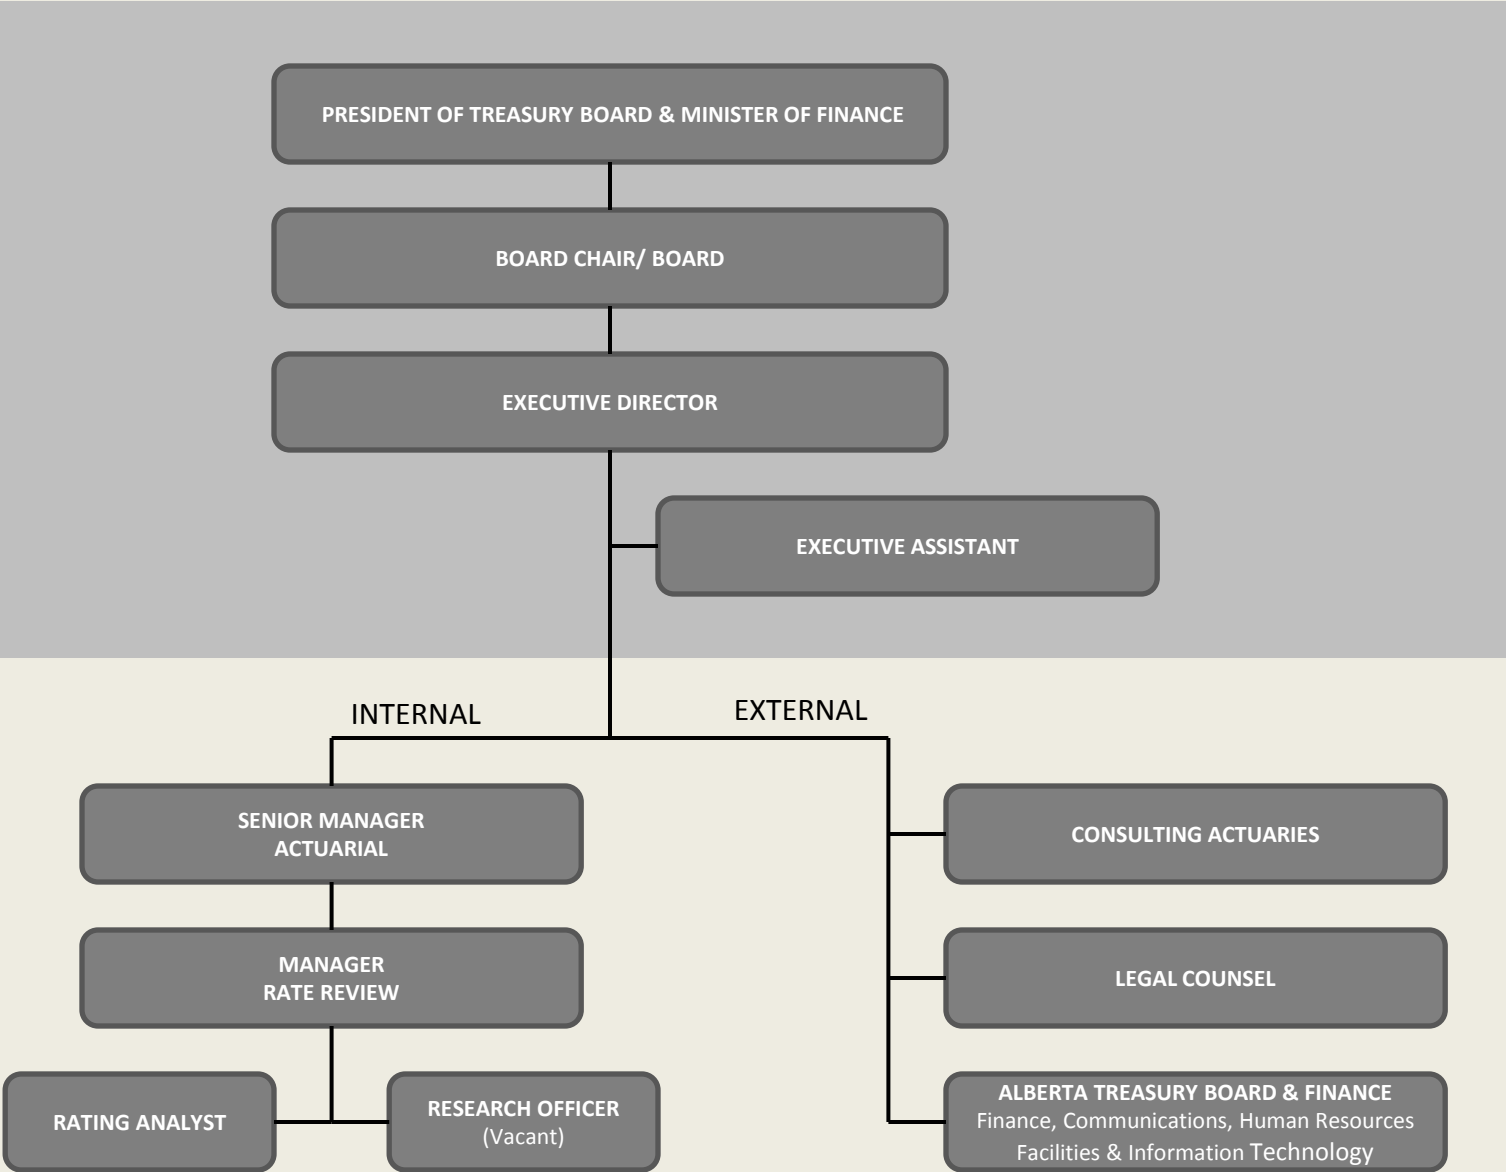 PRESIDENT OF TREASURY BOARD & MINISTER OF FINANCE
BOARD CHAIR/ BOARD
EXECUTIVE DIRECTOR
EXECUTIVE ASSISTANT
INTERNAL
EXTERNAL
SENIOR MANAGER
ACTUARIAL
MANAGER
RATE REVIEW
RATING ANALYST
RESEARCH OFFICER
(Vacant)
CONSULTING ACTUARIES
LEGAL COUNSEL
ALBERTA TREASURY BOARD & FINANCE
Finance, Communications, Human Resources
Facilities & Information Technology